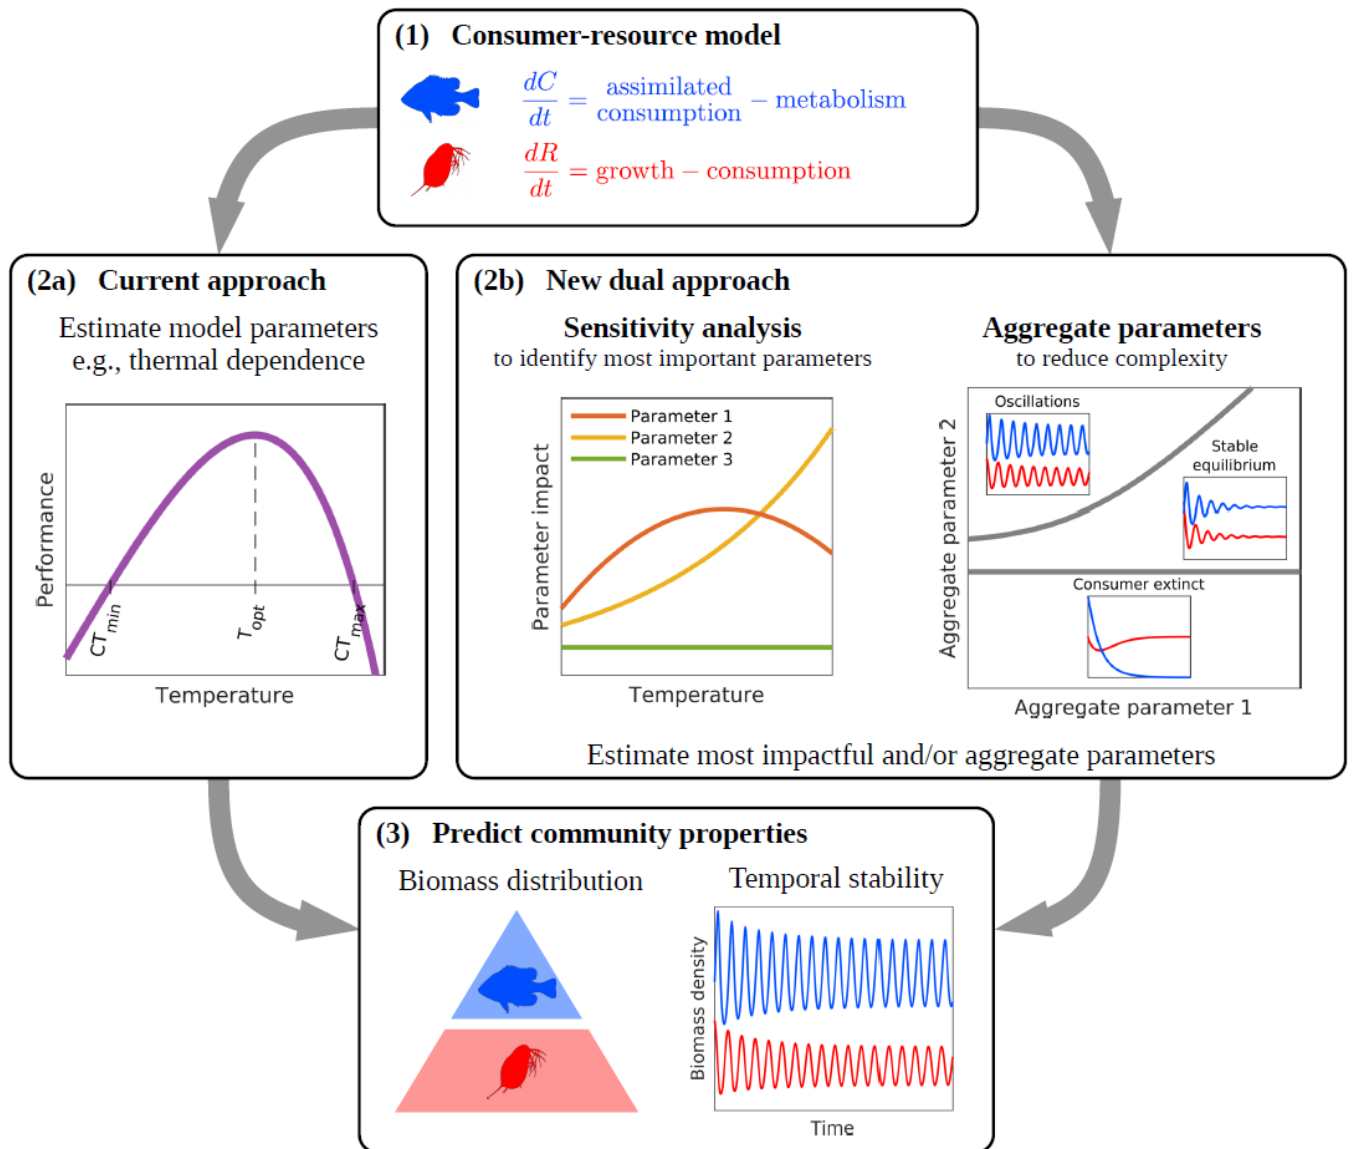 (1) Consumer-resource model
dC/dt = assimilated consumption − metabolism
dR/dt = growth − consumption
(2a) Current approach
Estimate model parameters
e.g., thermal dependence
Performance
CTmin
Topt
CTmax
Temperature
(2b) New dual approach
Sensitivity analysis
to identify most important parameters
Parameter 1
Parameter 2
Parameter 3
Parameter impact
Temperature
Aggregate parameters
to reduce complexity
Oscillations
Stable
equilibrium
Consumer extinct
Aggregate parameter 2
Aggregate parameter 1
Estimate most impactful and/or aggregate parameters
(3) Predict community properties
Biomass distribution
Temporal stability
Biomass density
Time